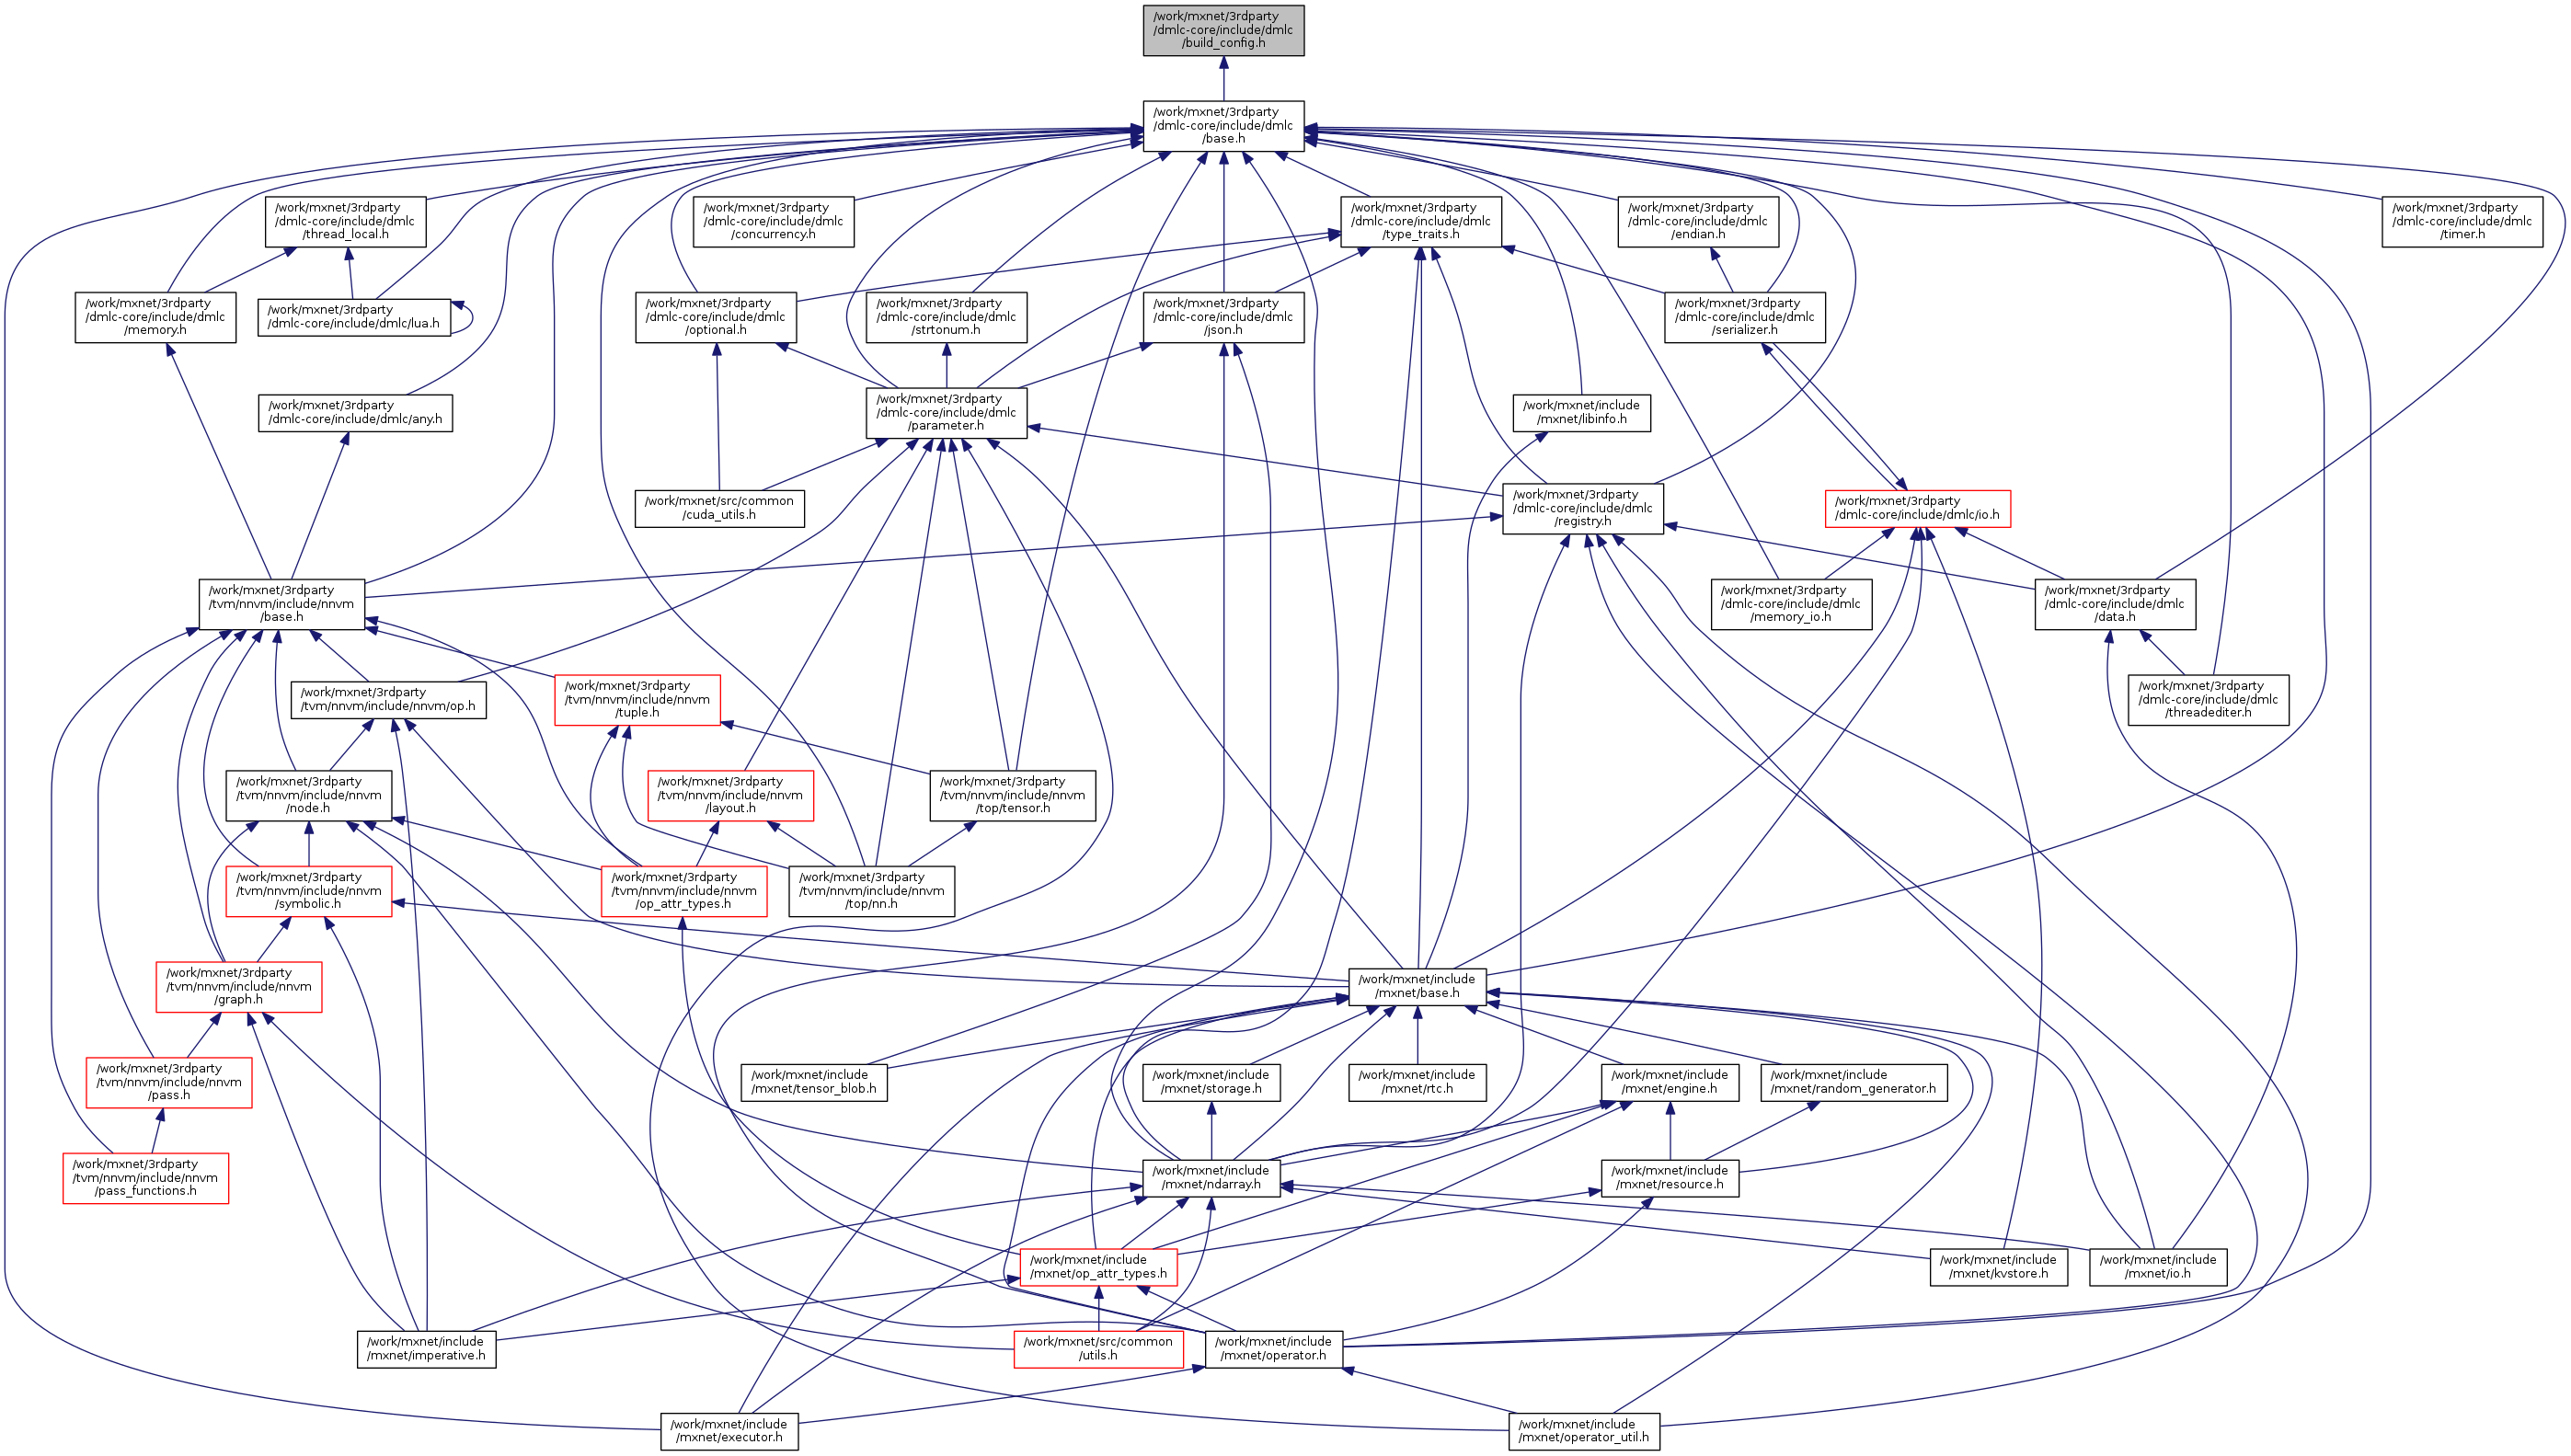 /work/mxnet/3rdparty
/dmlc-core/include/dmlc
/build_config.h
/work/mxnet/3rdparty
/dmlc-core/include/dmlc
/base.h
/work/mxnet/3rdparty
/dmlc-core/include/dmlc
/thread_local.h
/work/mxnet/3rdparty
/dmlc-core/include/dmlc
/concurrency.h
/work/mxnet/3rdparty
/dmlc-core/include/dmlc
/type_traits.h
/work/mxnet/3rdparty
/dmlc-core/include/dmlc
/endian.h
/work/mxnet/3rdparty
/dmlc-core/include/dmlc
/timer.h
/work/mxnet/3rdparty
/dmlc-core/include/dmlc
/memory.h
/work/mxnet/3rdparty
/dmlc-core/include/dmlc/lua.h
/work/mxnet/3rdparty
/dmlc-core/include/dmlc
/optional.h
/work/mxnet/3rdparty
/dmlc-core/include/dmlc
/strtonum.h
/work/mxnet/3rdparty
/dmlc-core/include/dmlc
/json.h
/work/mxnet/3rdparty
/dmlc-core/include/dmlc
/serializer.h
/work/mxnet/3rdparty
/dmlc-core/include/dmlc/any.h
/work/mxnet/3rdparty
/dmlc-core/include/dmlc
/parameter.h
/work/mxnet/include
/mxnet/libinfo.h
/work/mxnet/src/common
/cuda_utils.h
/work/mxnet/3rdparty
/dmlc-core/include/dmlc
/registry.h
/work/mxnet/3rdparty
/dmlc-core/include/dmlc/io.h
/work/mxnet/3rdparty
/tvm/nnvm/include/nnvm
/base.h
/work/mxnet/3rdparty
/dmlc-core/include/dmlc
/memory_io.h
/work/mxnet/3rdparty
/dmlc-core/include/dmlc
/data.h
/work/mxnet/3rdparty
/tvm/nnvm/include/nnvm/op.h
/work/mxnet/3rdparty
/tvm/nnvm/include/nnvm
/tuple.h
/work/mxnet/3rdparty
/dmlc-core/include/dmlc
/threadediter.h
/work/mxnet/3rdparty
/tvm/nnvm/include/nnvm
/node.h
/work/mxnet/3rdparty
/tvm/nnvm/include/nnvm
/layout.h
/work/mxnet/3rdparty
/tvm/nnvm/include/nnvm
/top/tensor.h
/work/mxnet/3rdparty
/tvm/nnvm/include/nnvm
/symbolic.h
/work/mxnet/3rdparty
/tvm/nnvm/include/nnvm
/op_attr_types.h
/work/mxnet/3rdparty
/tvm/nnvm/include/nnvm
/top/nn.h
/work/mxnet/3rdparty
/tvm/nnvm/include/nnvm
/graph.h
/work/mxnet/include
/mxnet/base.h
/work/mxnet/3rdparty
/tvm/nnvm/include/nnvm
/pass.h
/work/mxnet/include
/mxnet/tensor_blob.h
/work/mxnet/include
/mxnet/storage.h
/work/mxnet/include
/mxnet/rtc.h
/work/mxnet/include
/mxnet/engine.h
/work/mxnet/include
/mxnet/random_generator.h
/work/mxnet/3rdparty
/tvm/nnvm/include/nnvm
/pass_functions.h
/work/mxnet/include
/mxnet/ndarray.h
/work/mxnet/include
/mxnet/resource.h
/work/mxnet/include
/mxnet/op_attr_types.h
/work/mxnet/include
/mxnet/kvstore.h
/work/mxnet/include
/mxnet/io.h
/work/mxnet/include
/mxnet/imperative.h
/work/mxnet/src/common
/utils.h
/work/mxnet/include
/mxnet/operator.h
/work/mxnet/include
/mxnet/executor.h
/work/mxnet/include
/mxnet/operator_util.h